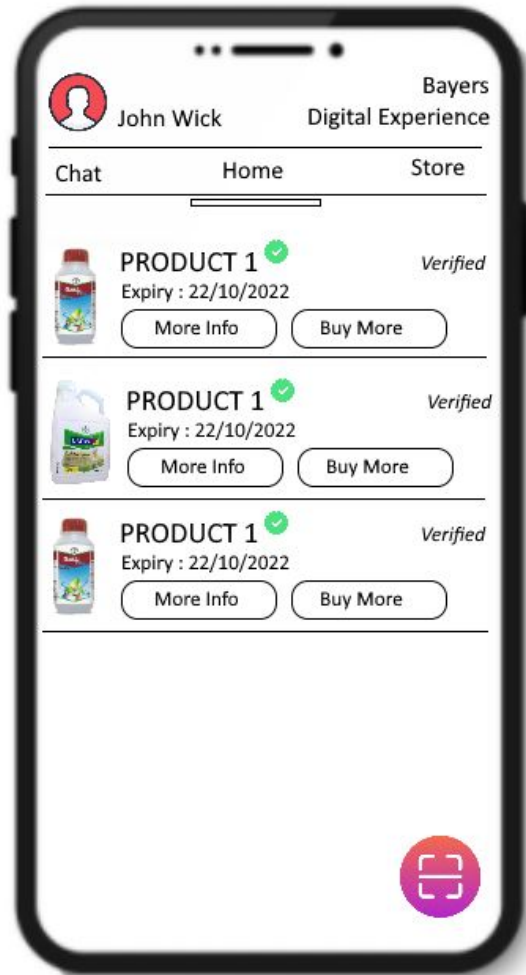 Bayers
John Wick
Digital Experience
Chat
Home
Store
PRODUCT 1
Verified
Expiry : 22/10/2022
More Info
Buy More
PRODUCT 1
Verified
Expiry : 22/10/2022
More Info
Buy More
PRODUCT 1
Verified
Expiry : 22/10/2022
More Info
Buy More